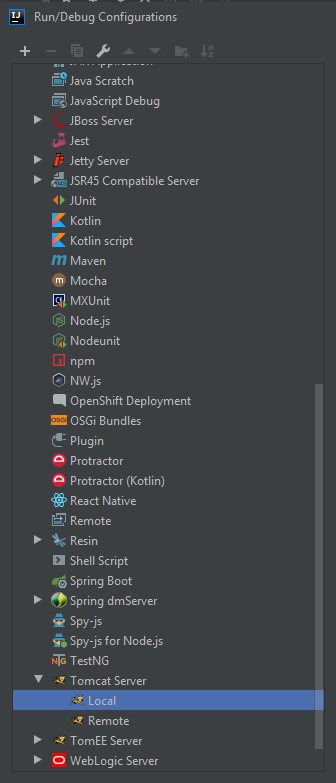 Run/Debug Configurations
JAR Application
Java Scratch
JavaScript Debug
JBoss Server
Jest
Jetty Server
JSR45 Compatible Server
JUnit
Kotlin
Kotlin script
Maven
Mocha
MXUnit
Node.js
Nodeunit
npm
NW.js
OpenShift Deployment
OSGi Bundles
Plugin
Protractor
Protractor (Kotlin)
React Native
Remote
Resin
Shell Script
Spring Boot
Spring dmServer
Spy-js
Spy-js for Node.js
TestNG
Tomcat Server
Local
Remote
TomEE Server
WebLogic Server